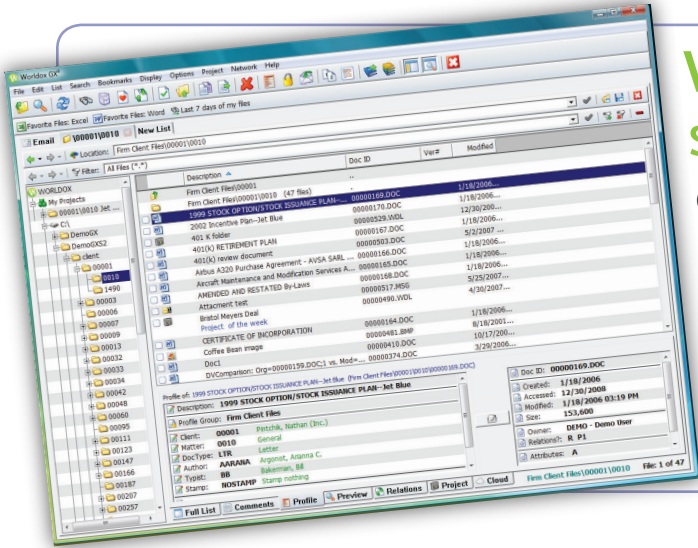 Worldox GX®
File Edit List Search Bookmarks Display Options Project Network Help
Favorite Files: Excel Favorite Files: Word Last 7 days of my files
Email \00001\0010 New List
Location: Firm Client Files\00001\0010
Filter: All Files (*.*)
WORLDOX
My Projects
00001\0010 Jet ...
C:\
DemoGX
DemoGXS2
client
00001
0010
1490
00003
00006
00007
00009
00013
00032
00033
00034
00042
00048
00060
00095
00111
00123
00147
00166
00187
00207
00257
Description Doc ID Ver# Modified
Firm Client Files\00001 ..
Firm Client Files\00001\0010 (47 files) .
1999 STOCK OPTION/STOCK ISSUANCE PLAN--... 00000169.DOC 1/18/2006...
2002 Incentive Plan--Jet Blue 00000170.DOC 1/18/2006...
401 K folder 00000529.WDL 12/30/200...
401(K) RETIREMENT PLAN 00000167.DOC 1/18/2006...
401(k) review document 00000503.DOC 5/2/2007 ...
Airbus A320 Purchase Agreement - AVSA SARL ... 00000166.DOC 1/18/2006...
Aircraft Maintenance and Modification Services A... 00000165.DOC 1/18/2006...
AMENDED AND RESTATED By-Laws 00000168.DOC 1/18/2006...
Attacment test 00000517.MSG 5/25/2007...
Bristol Meyers Deal 00000490.WDL 4/30/2007...
Project of the week
CERTIFICATE OF INCORPORATION 00000164.DOC 1/18/2006...
Coffee Bean image 00000481.BMP 8/18/2001...
Doc1 00000410.DOC 10/17/200...
DVComparison: Org=00000159.DOC;1 vs. Mod=... 00000374.DOC 3/29/2006...
Profile of: 1999 STOCK OPTION/STOCK ISSUANCE PLAN--Jet Blue (Firm Client Files\00001\0010\00000169.DOC)
Description: 1999 STOCK OPTION/STOCK ISSUANCE PLAN--Jet Blue
Profile Group: Firm Client Files
Client: 00001 Pertchik, Nathan (Inc.)
Matter: 0010 General
DocType: LTR Letter
Author: AARANA Argonot, Arianna C.
Typist: BB Bakerman, Bill
Stamp: NOSTAMP Stamp nothing
Doc ID: 00000169.DOC
Created: 1/18/2006
Accessed: 12/30/2008
Modified: 1/18/2006 03:19 PM
Size: 153,600
Owner: DEMO - Demo User
Relations?: R P1
Attributes: A
Full List Comments Profile Preview Relations Project Cloud Firm Client Files\00001\0010 File: 1 of 47